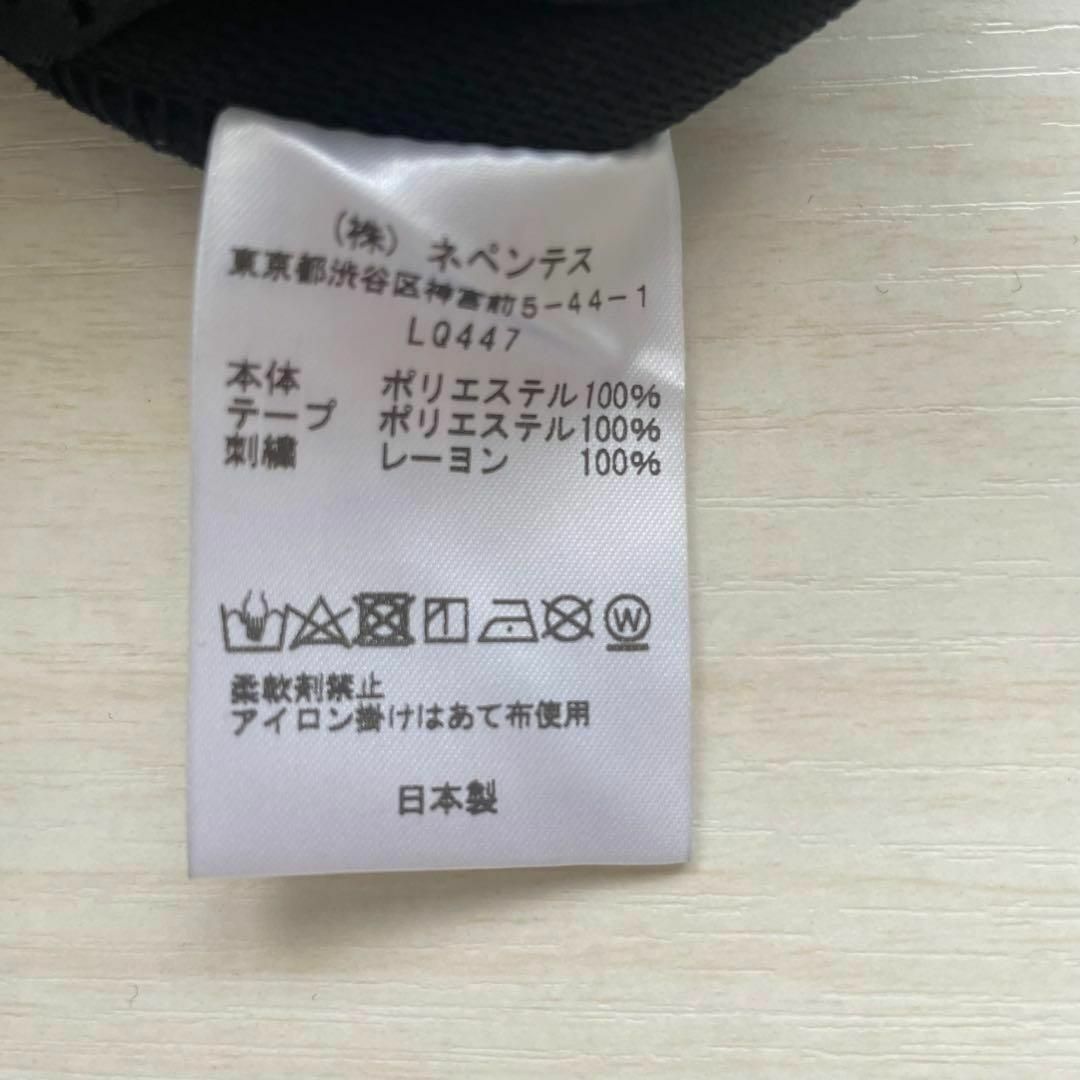 (株) ネペンテス
東京都渋谷区神宮前5-44-1
LQ447
本体 ポリエステル100%
テープ ポリエステル100%
刺繍 レーヨン 100%
W
柔軟剤禁止
アイロン掛けはあて布使用
日本製